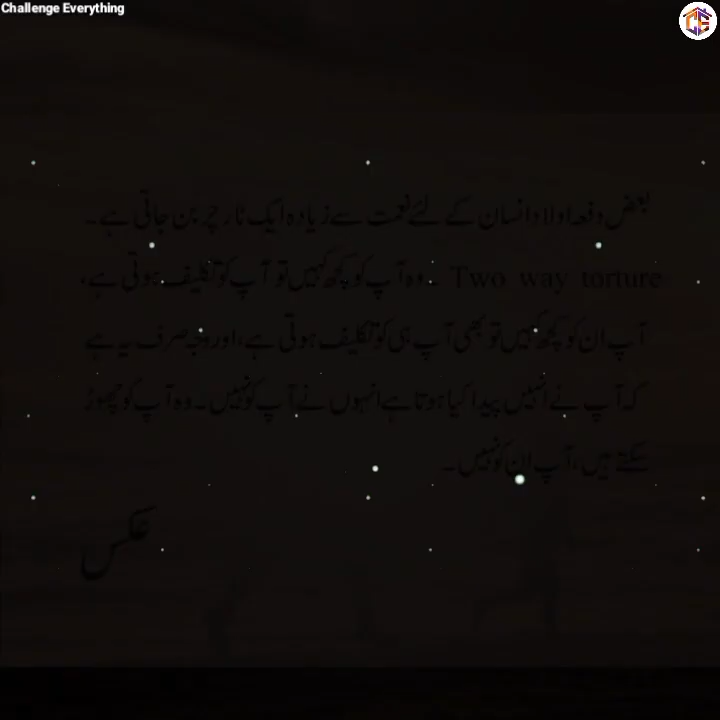 Challenge Everything
بعض دفعہ اولاد انسان کے لئے نعمت سے زیادہ ایک ٹارچر بن جاتی ہے۔
Two way torture ۔ وہ آپ کو کچھ کہیں تو آپ کو تکلیف ہوتی ہے،
آپ ان کو کچھ کہیں تو بھی آپ ہی کو تکلیف ہوتی ہے، اور وجہ صرف یہ ہے
کہ آپ نے انہیں پیدا کیا ہوتا ہے انہوں نے آپ کو نہیں۔ وہ آپ کو چھوڑ
سکتے ہیں، آپ ان کو نہیں۔
عکس